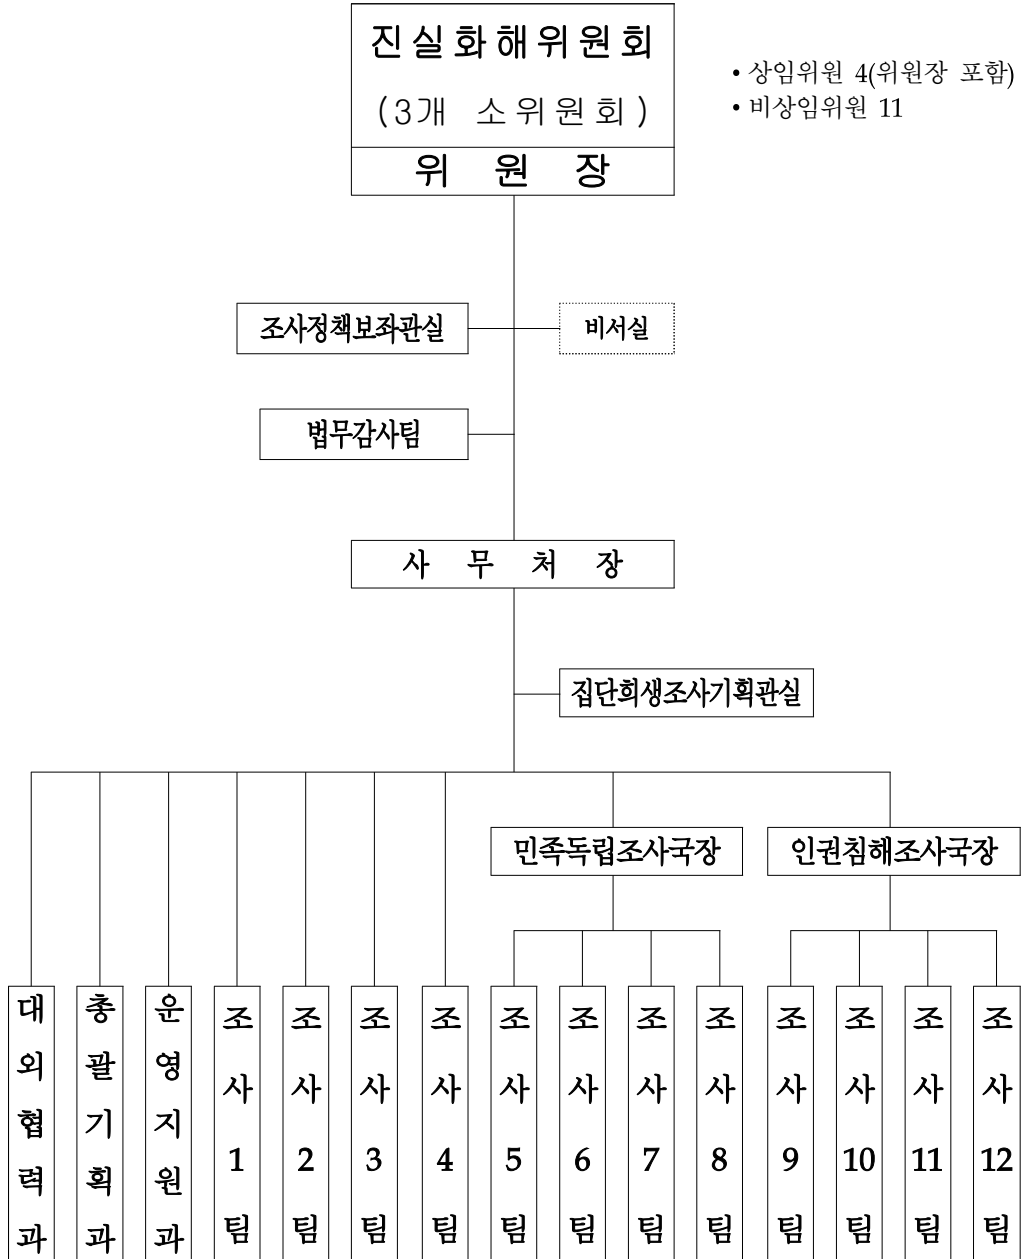 진실화해위원회
(3개 소위원회)
위 원 장
• 상임위원 4(위원장 포함)
• 비상임위원 11
조사정책보좌관실
비서실
법무감사팀
사 무 처 장
집단희생조사기획관실
민족독립조사국장
인권침해조사국장
대외협력과
총괄기획과
운영지원과
조사1팀
조사2팀
조사3팀
조사4팀
조사5팀
조사6팀
조사7팀
조사8팀
조사9팀
조사10팀
조사11팀
조사12팀